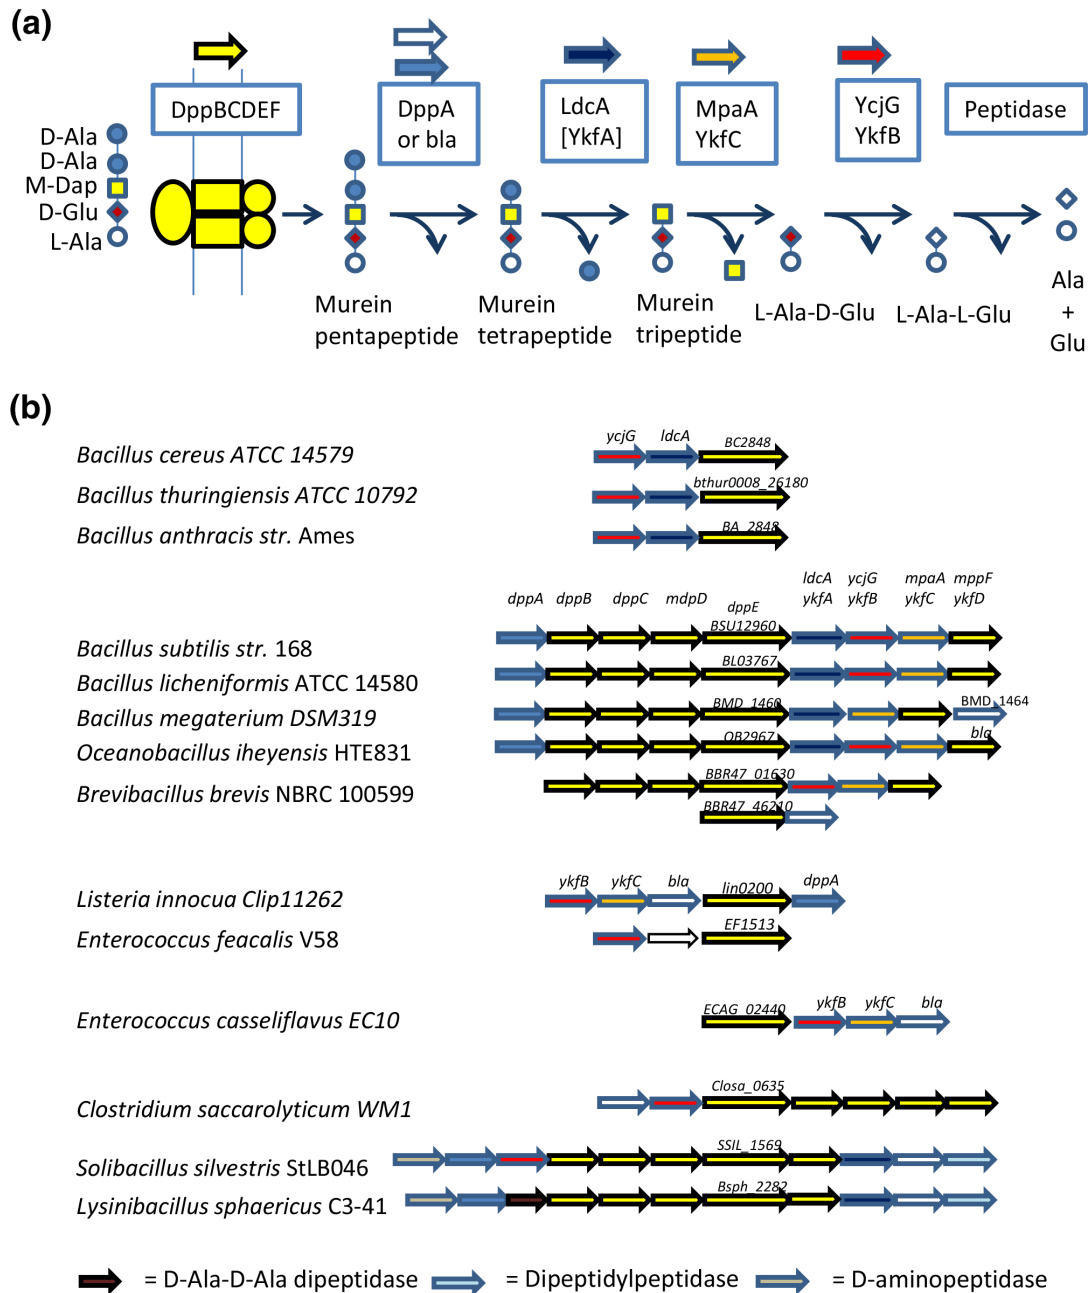 (a)
DppBCDEF
DppA
or bla
LdcA
[YkfA]
MpaA
YkfC
YcjG
YkfB
Peptidase
D-Ala
D-Ala
M-Dap
D-Glu
L-Ala
Murein
pentapeptide
Murein
tetrapeptide
Murein
tripeptide
L-Ala-D-Glu
L-Ala-L-Glu
Ala
+
Glu
(b)
ycjG ldcA BC2848
Bacillus cereus ATCC 14579
bthur0008_26180
Bacillus thuringiensis ATCC 10792
BA_2848
Bacillus anthracis str. Ames
ldcA ycjG mpaA mppF
dppA dppB dppC mdpD dppE ykfA ykfB ykfC ykfD
BSU12960
Bacillus subtilis str. 168
BL03767
Bacillus licheniformis ATCC 14580
BMD_1460 BMD_1464
Bacillus megaterium DSM319
OB2967 bla
Oceanobacillus iheyensis HTE831
BBR47_01630
Brevibacillus brevis NBRC 100599
BBR47_46210
ykfB ykfC bla lin0200 dppA
Listeria innocua Clip11262
EF1513
Enterococcus feacalis V58
ECAG_02440 ykfB ykfC bla
Enterococcus casseliflavus EC10
Closa_0635
Clostridium saccarolyticum WM1
SSIL_1569
Solibacillus silvestris StLB046
Bsph_2282
Lysinibacillus sphaericus C3-41
= D-Ala-D-Ala dipeptidase = Dipeptidylpeptidase = D-aminopeptidase